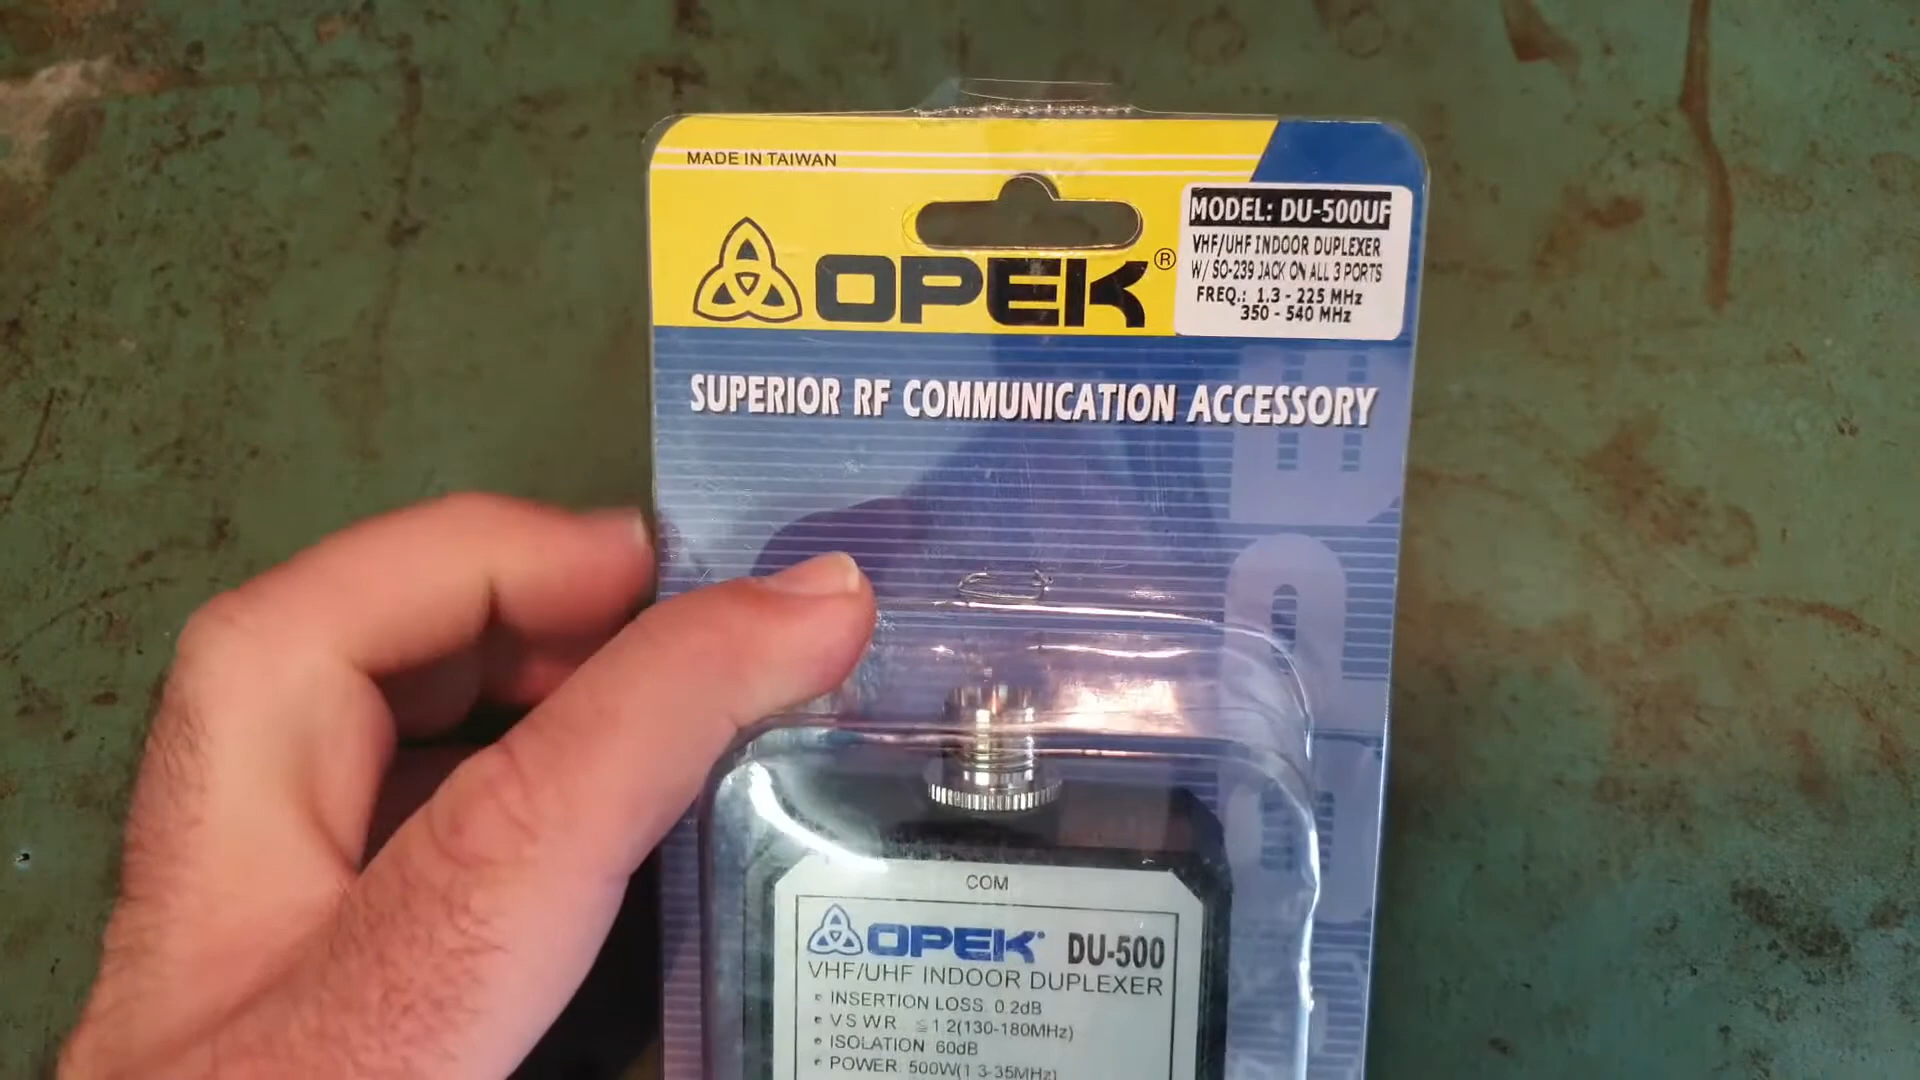 MADE IN TAIWAN
OPEK®
MODEL: DU-500UF
VHF/UHF INDOOR DUPLEXER
W/ SO-239 JACK ON ALL 3 PORTS
FREQ.: 1.3 - 225 MHz
350 - 540 MHz
SUPERIOR RF COMMUNICATION ACCESSORY
COM
OPEK DU-500
VHF/UHF INDOOR DUPLEXER
• INSERTION LOSS 0.2dB
• V S W R ≦ 1.2(130-180MHz)
• ISOLATION 60dB
• POWER: 500W(1.3-35MHz)